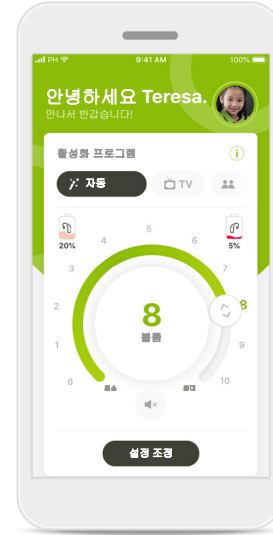 PH 9:41 AM 100%
안녕하세요 Teresa.
만나서 반갑습니다!
활성화 프로그램
i
자동 TV
20% 5%
5
4 6
3 7
2 8
1 9
0 10
8
볼륨
최소 최대
설정 조정